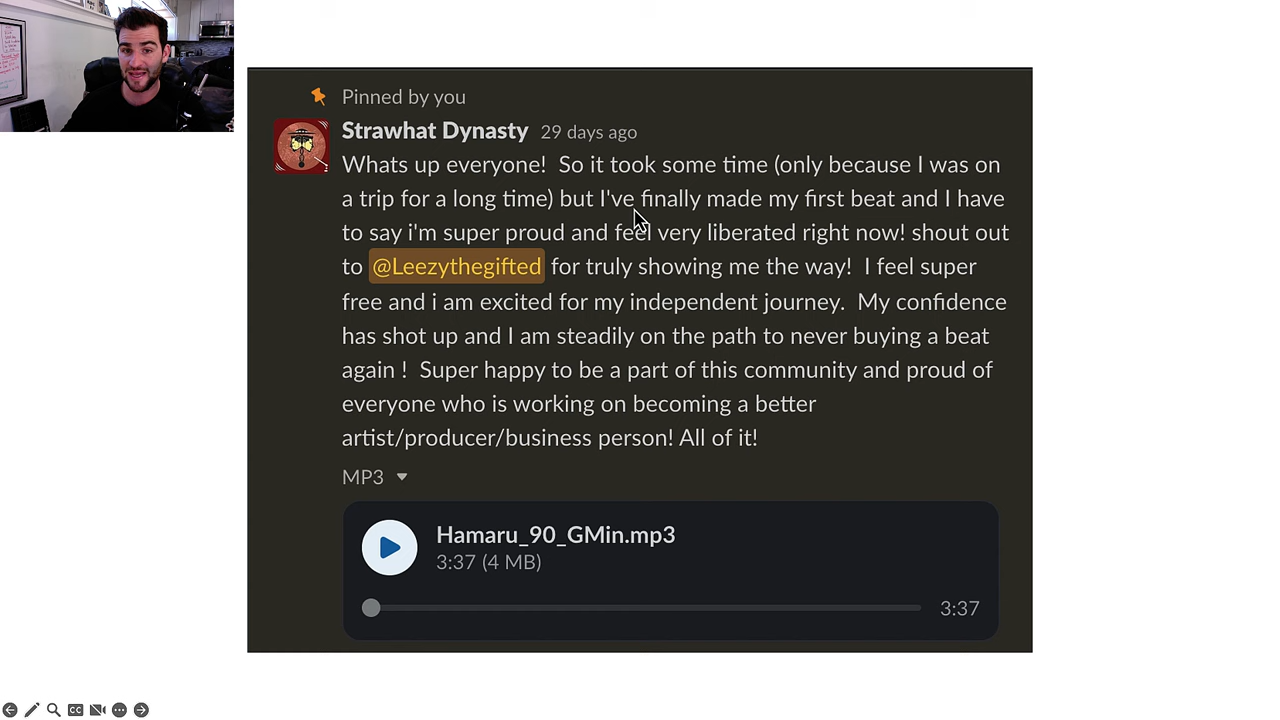 Pinned by you
Strawhat Dynasty 29 days ago
Whats up everyone!  So it took some time (only because I was on
a trip for a long time) but I've finally made my first beat and I have
to say i'm super proud and feel very liberated right now! shout out
to @Leezythegifted for truly showing me the way!  I feel super
free and i am excited for my independent journey.  My confidence
has shot up and I am steadily on the path to never buying a beat
again !  Super happy to be a part of this community and proud of
everyone who is working on becoming a better
artist/producer/business person! All of it!
MP3
Hamaru_90_GMin.mp3
3:37 (4 MB)
3:37
CC